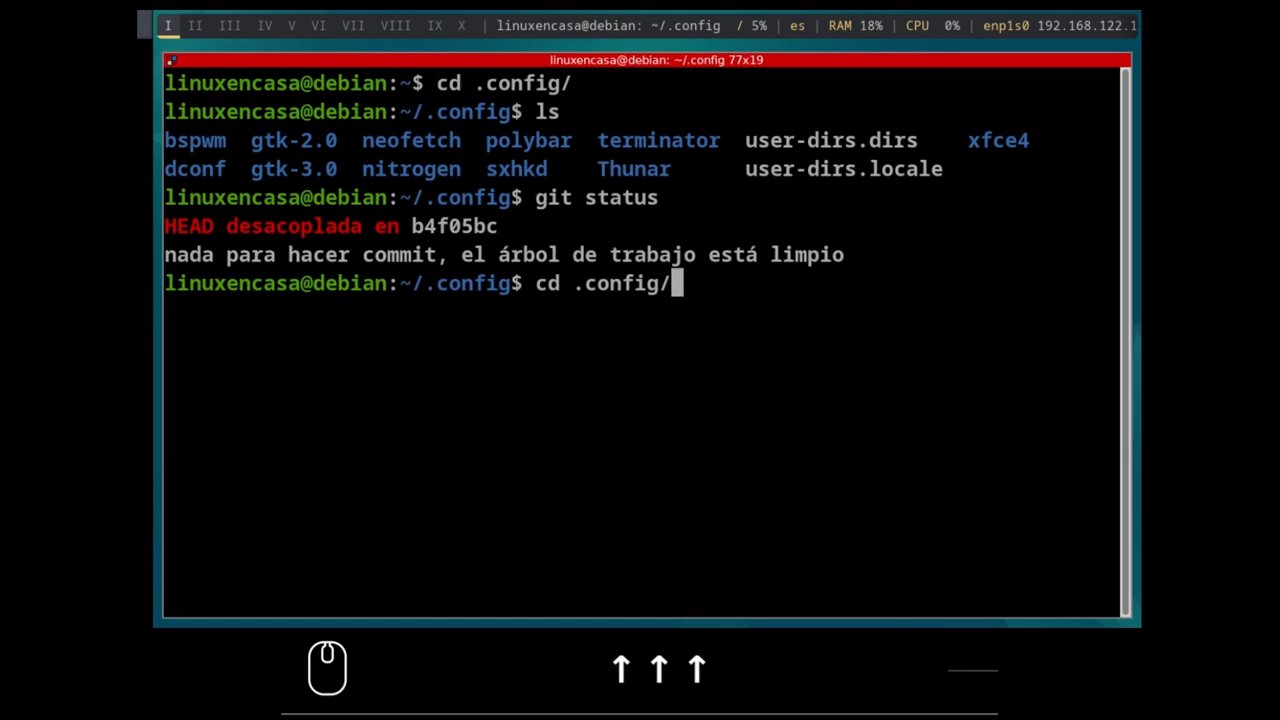 I II III IV V VI VII VIII IX X | linuxencasa@debian: ~/.config / 5% | es | RAM 18% | CPU 0% | enp1s0 192.168.122.1
linuxencasa@debian: ~/.config 77x19
linuxencasa@debian:~$ cd .config/
linuxencasa@debian:~/.config$ ls
bspwm gtk-2.0 neofetch polybar terminator user-dirs.dirs xfce4
dconf gtk-3.0 nitrogen sxhkd Thunar user-dirs.locale
linuxencasa@debian:~/.config$ git status
HEAD desacoplada en b4f05bc
nada para hacer commit, el árbol de trabajo está limpio
linuxencasa@debian:~/.config$ cd .config/
↑ ↑ ↑